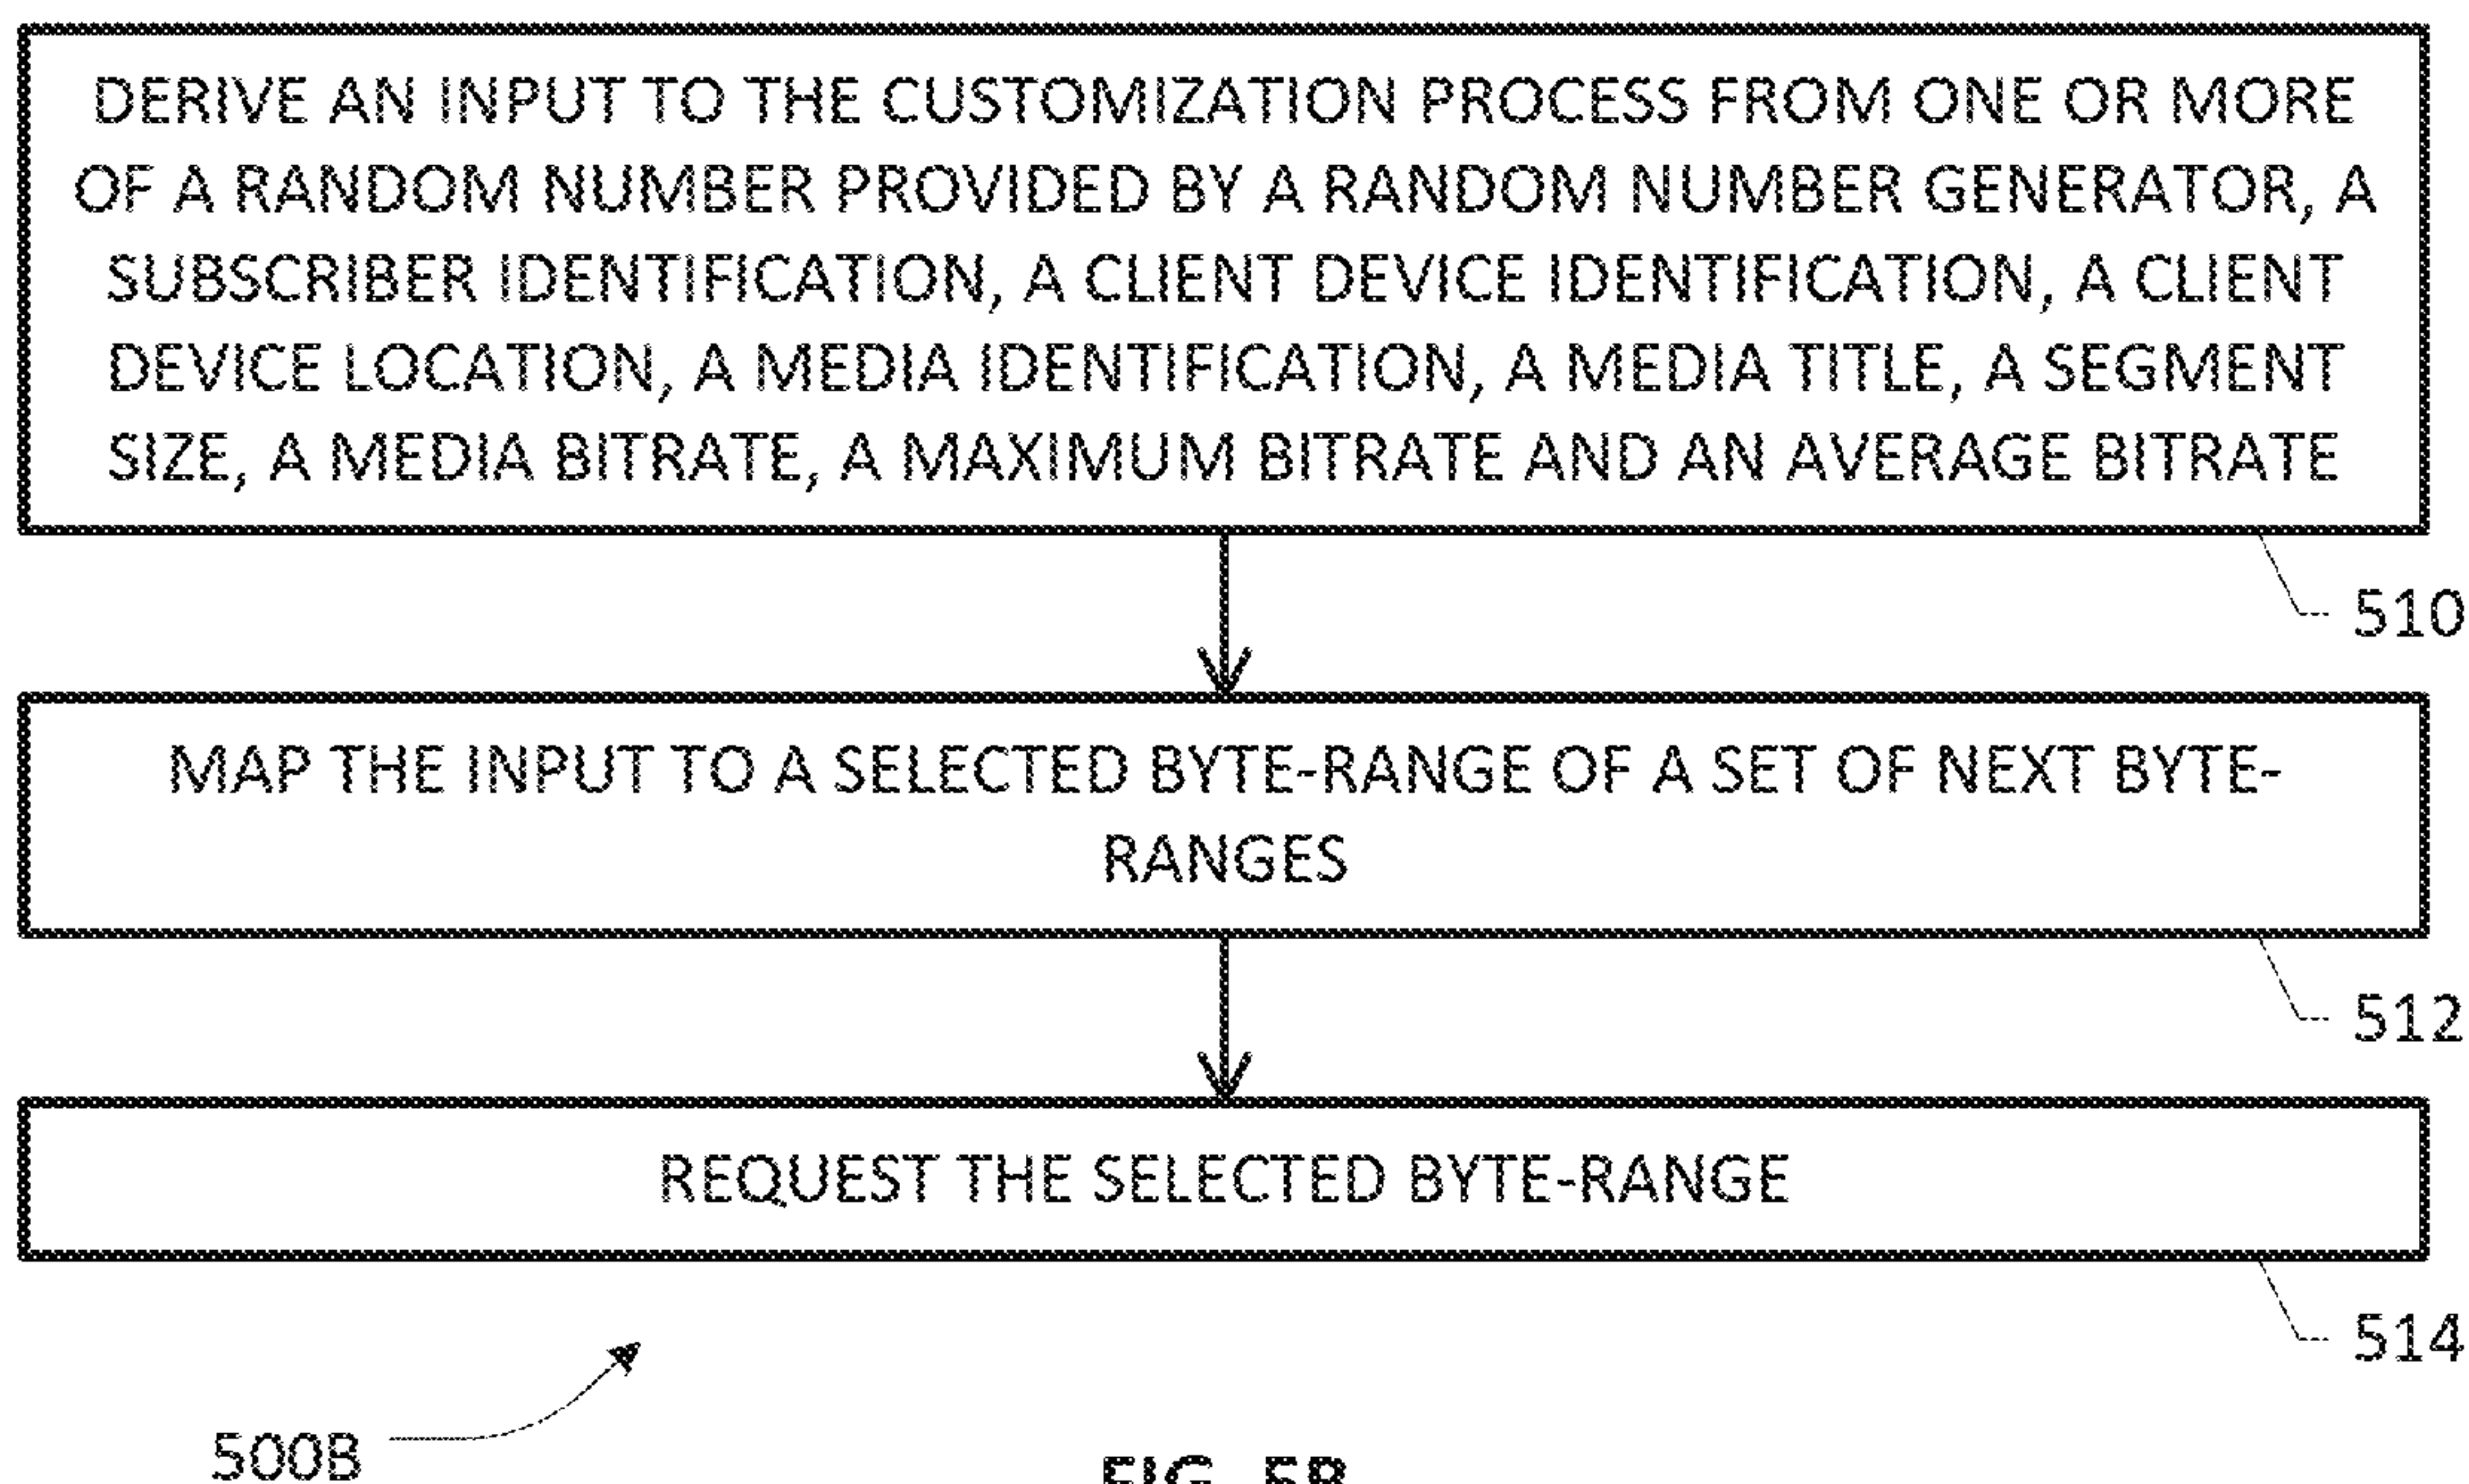 DERIVE AN INPUT TO THE CUSTOMIZATION PROCESS FROM ONE OR MORE
OF A RANDOM NUMBER PROVIDED BY A RANDOM NUMBER GENERATOR, A
SUBSCRIBER IDENTIFICATION, A CLIENT DEVICE IDENTIFICATION, A CLIENT
DEVICE LOCATION, A MEDIA IDENTIFICATION, A MEDIA TITLE, A SEGMENT
SIZE, A MEDIA BITRATE, A MAXIMUM BITRATE AND AN AVERAGE BITRATE
510
MAP THE INPUT TO A SELECTED BYTE-RANGE OF A SET OF NEXT BYTE-
RANGES
512
REQUEST THE SELECTED BYTE-RANGE
514
500B
FIG. 5B